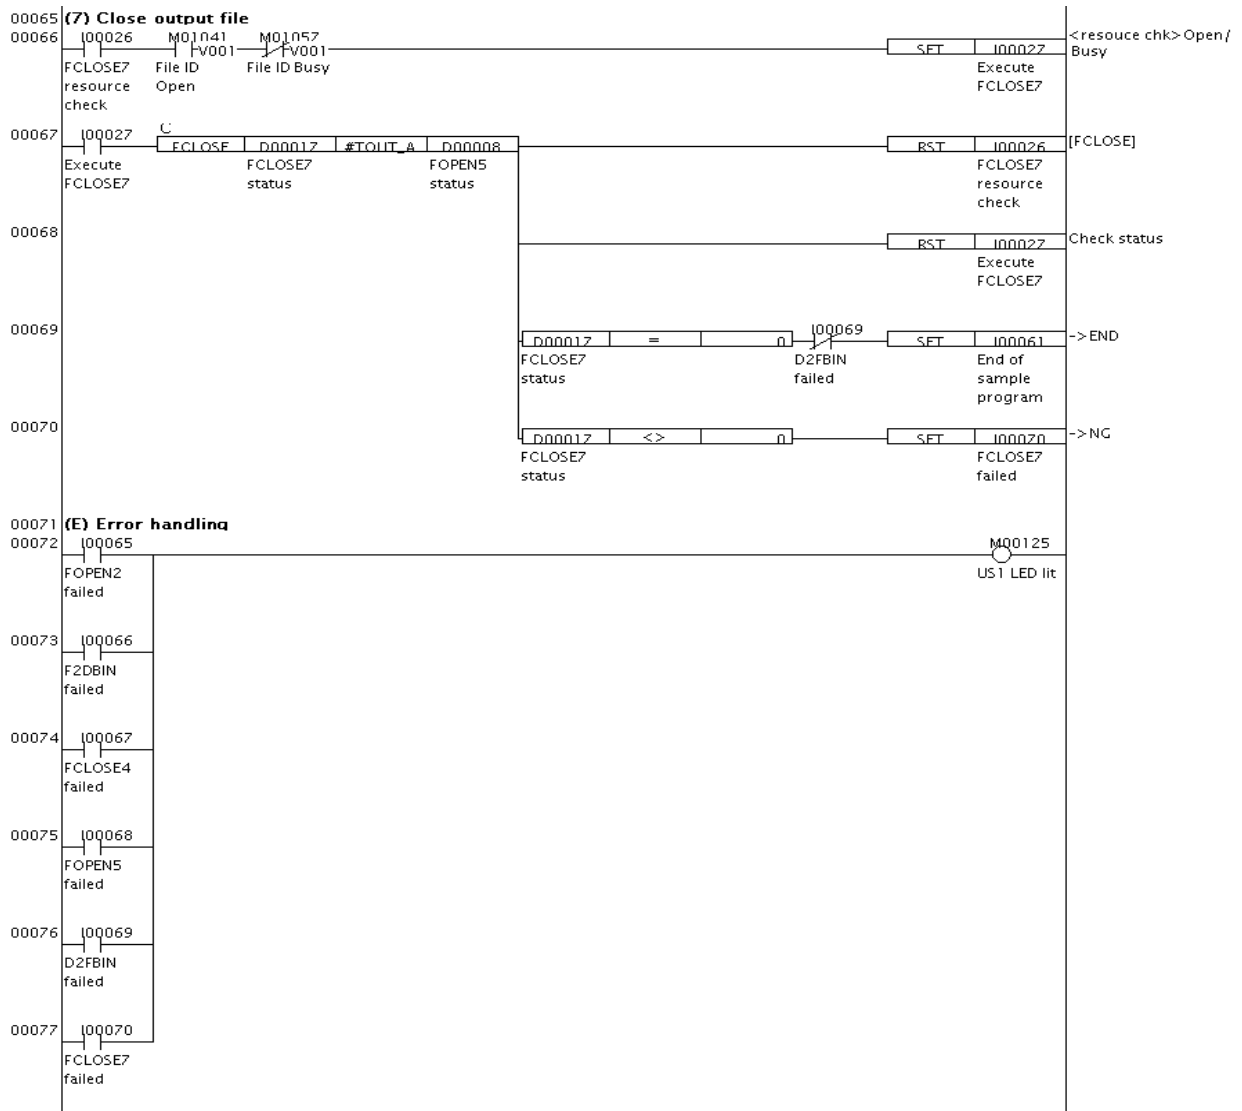 00065 (7) Close output file
00066 I00026 M01041 M01057 <resouce chk>Open/
V001 V001 SET I00027 Busy
FCLOSE7 File ID File ID Busy Execute
resource Open FCLOSE7
check
C
00067 I00027 FCLOSE D00017 #TOUT_A D00008 RST I00026 [FCLOSE]
Execute FCLOSE7 FOPEN5 FCLOSE7
FCLOSE7 status status resource
check
00068 RST I00027 Check status
Execute
FCLOSE7
00069 D00017 = 0 I00069 SET I00061 ->END
FCLOSE7 D2FBIN End of
status failed sample
program
00070 D00017 <> 0 SET I00070 ->NG
FCLOSE7 FCLOSE7
status failed
00071 (E) Error handling
00072 I00065 M00125
FOPEN2 US1 LED lit
failed
00073 I00066
F2DBIN
failed
00074 I00067
FCLOSE4
failed
00075 I00068
FOPEN5
failed
00076 I00069
D2FBIN
failed
00077 I00070
FCLOSE7
failed